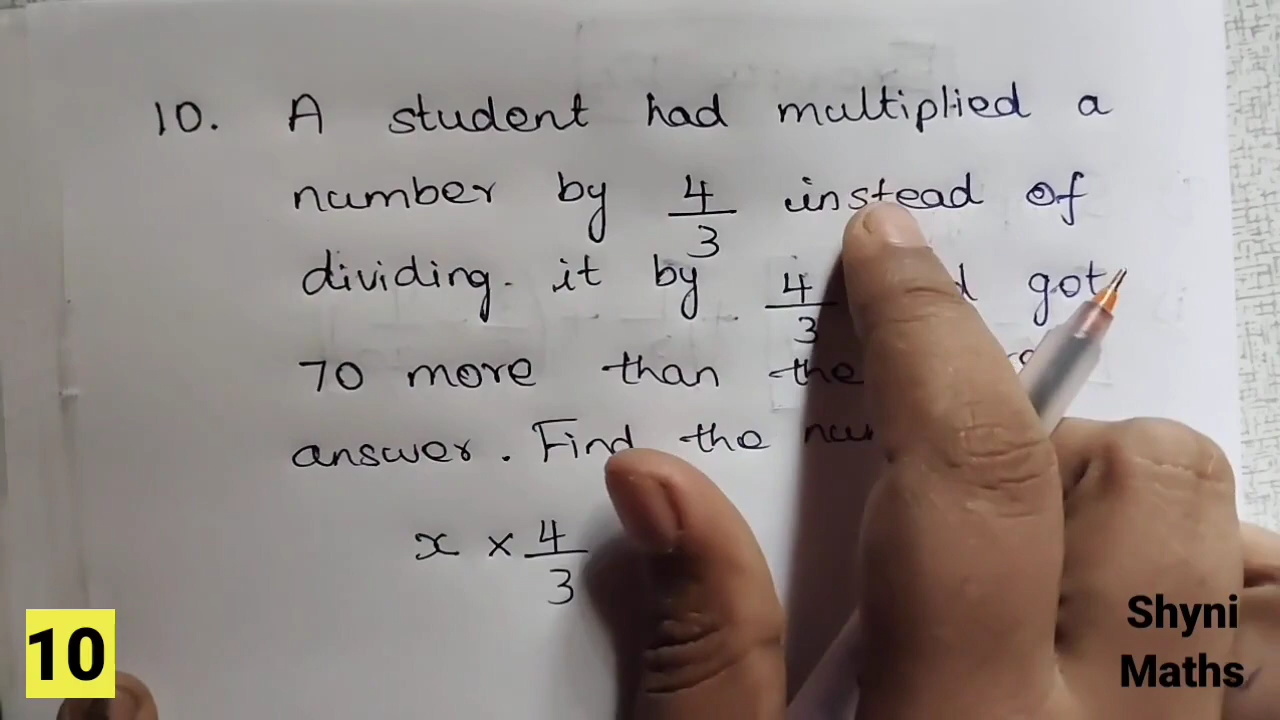 10. A student had multiplied a
number by 4/3 instead of
dividing. it by 4/3 got
70 more than the
answer. Find the
x × 4/3
10
Shyni
Maths